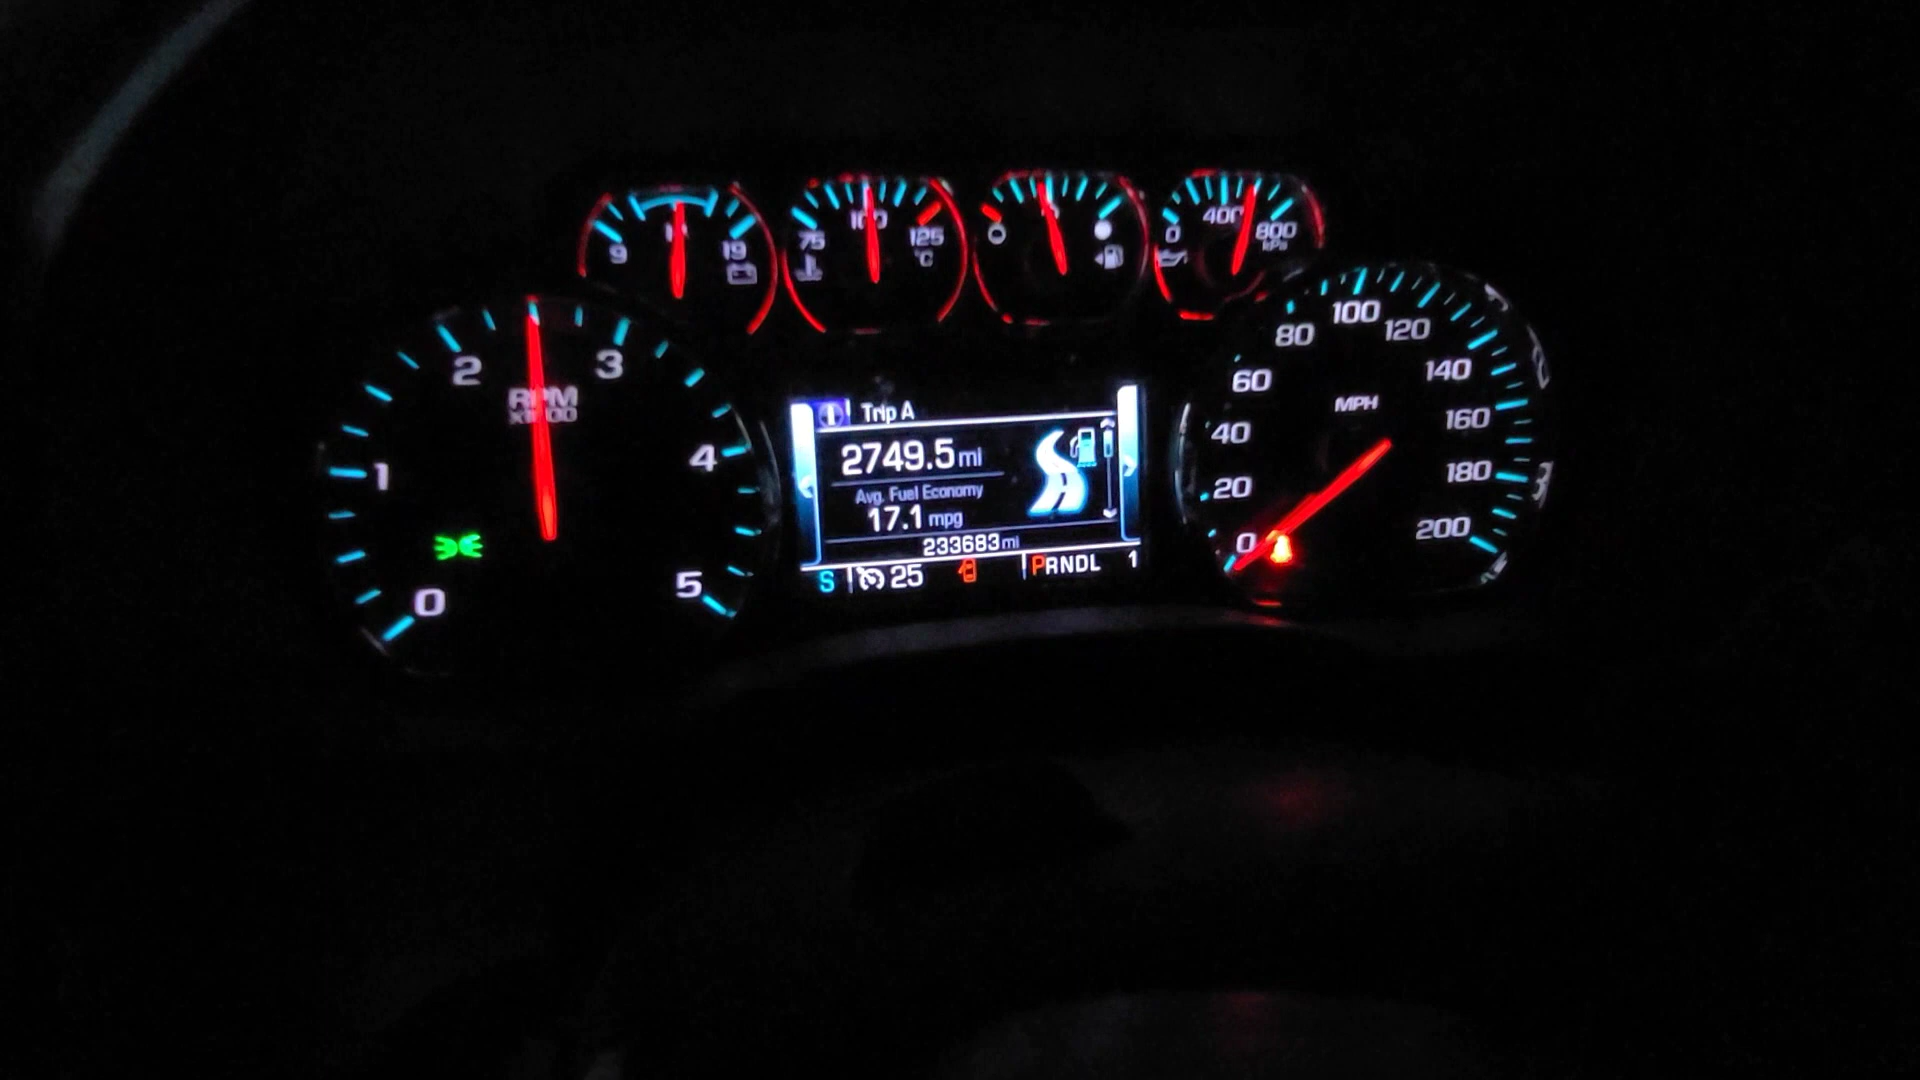 9 19
75 100 125 °C
0 400 800 kPa
0 1 2 3 4 5
RPM
x1000
Trip A
2749.5 mi
Avg. Fuel Economy
17.1 mpg
233683 mi
S 25 PRNDL 1
0 20 40 60 80 100 120 140 160 180 200
MPH